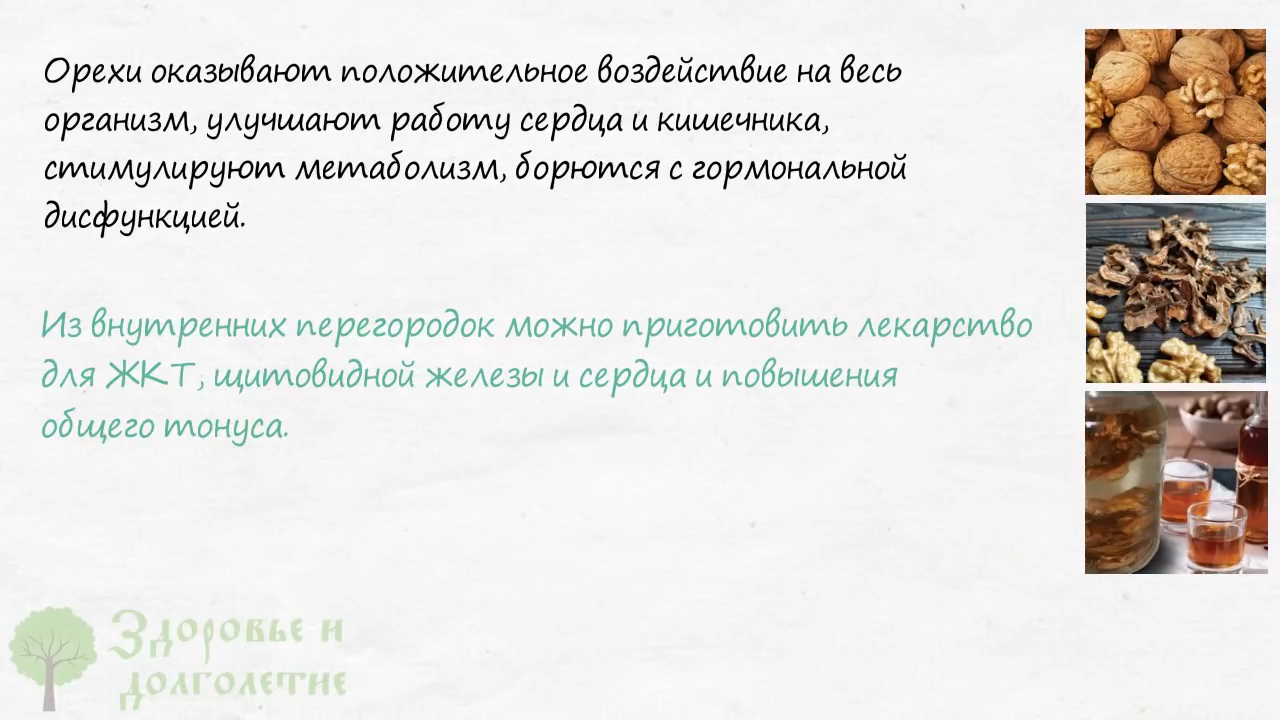 Орехи оказывают положительное воздействие на весь
организм, улучшают работу сердца и кишечника,
стимулируют метаболизм, борются с гормональной
дисфункцией.
Из внутренних перегородок можно приготовить лекарство
для ЖКТ, щитовидной железы и сердца и повышения
общего тонуса.
Здоровье и
долголетие